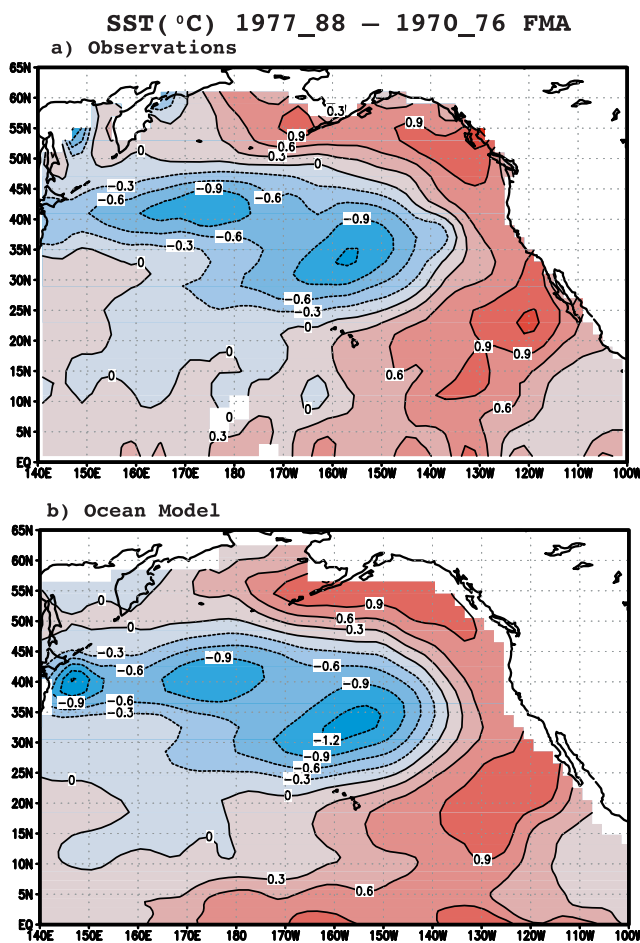 SST(°C) 1977_88 – 1970_76 FMA
a) Observations
65N
60N
0.3
55N
0.9
0.9
0.6
50N
0
0.3
0
45N
-0.3
-0.9
-0.6
-0.6
40N
-0.9
-0.6
35N
-0.3
0
30N
-0.6
25N
-0.3
0
20N
0
0.9
0.9
15N
0
0.6
10N
0
0.6
0
5N
0.3
EQ
140E 150E 160E 170E 180 170W 160W 150W 140W 130W 120W 110W 100W
b) Ocean Model
65N
60N
55N
0
0.9
0.6
50N
0
0.3
45N
-0.3
-0.6
-0.9
-0.6
40N
-0.9
-0.9
-0.6
35N
-0.3
30N
-1.2
-0.9
-0.6
25N
0
-0.3
0
20N
15N
0
10N
0.9
0.3
0.6
5N
EQ
140E 150E 160E 170E 180 170W 160W 150W 140W 130W 120W 110W 100W